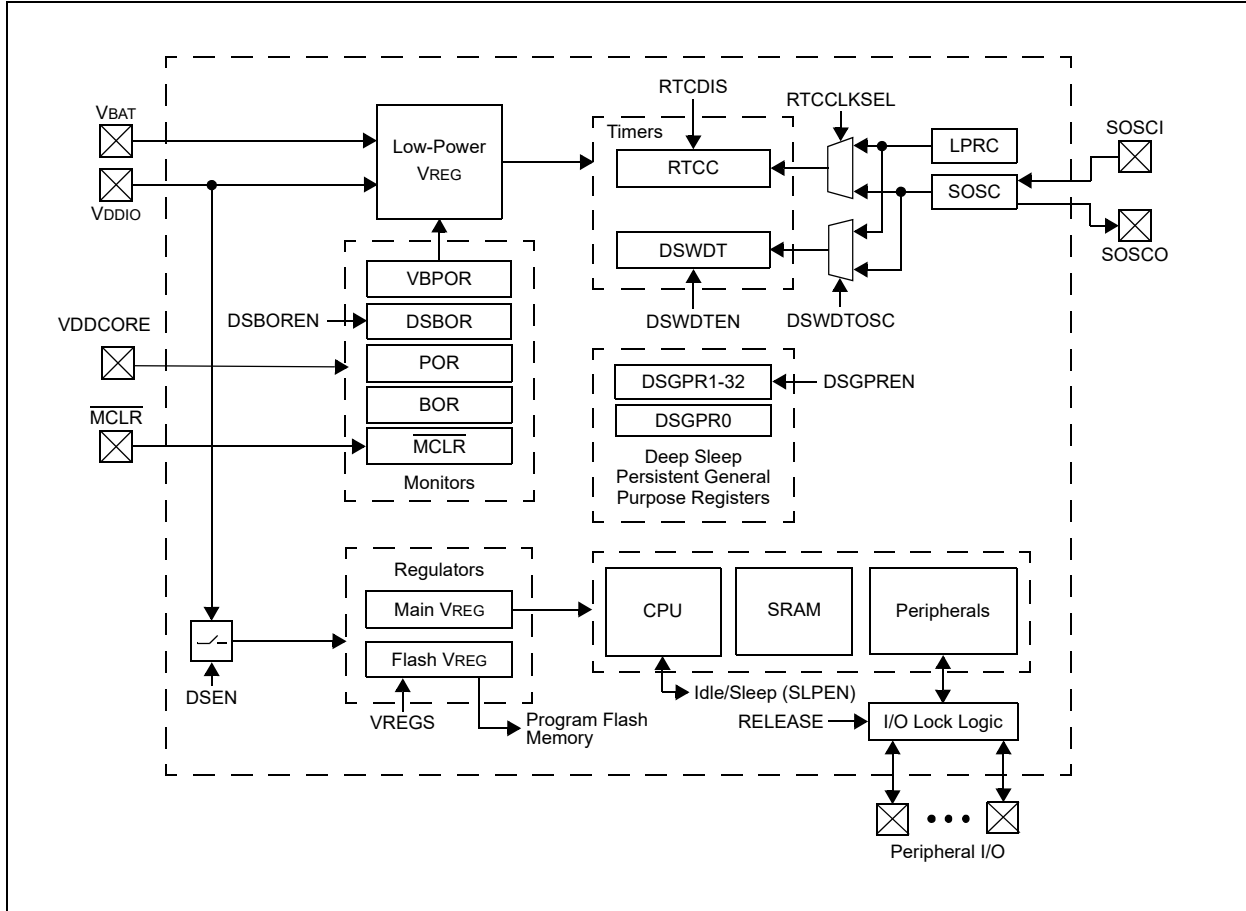 RTCDIS
RTCCLKSEL
VBAT
Timers
SOSCI
Low-Power
VREG
LPRC
RTCC
SOSC
VDDIO
DSWDT
SOSCO
VBPOR
DSBOREN
DSBOR
DSWDTEN
DSWDTOSC
VDDCORE
POR
DSGPR1-32
DSGPREN
BOR
DSGPR0
MCLR
MCLR
Monitors
Deep Sleep
Persistent General
Purpose Registers
Regulators
Main VREG
CPU
SRAM
Peripherals
Flash VREG
DSEN
Idle/Sleep (SLPEN)
VREGS
Program Flash
Memory
RELEASE
I/O Lock Logic
Peripheral I/O